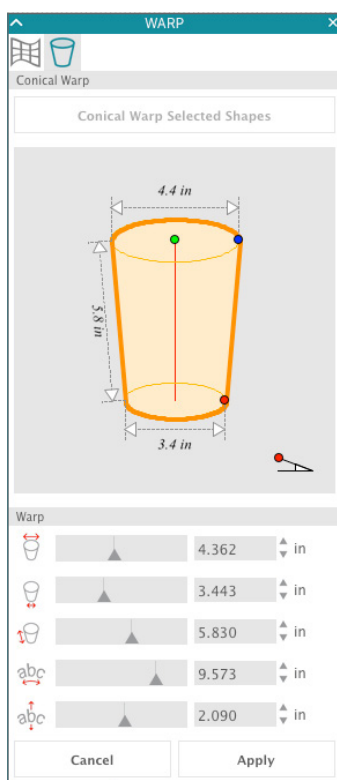 WARP
Conical Warp
Conical Warp Selected Shapes
4.4 in
5.8 in
3.4 in
Warp
4.362 in
3.443 in
5.830 in
abc 9.573 in
abc 2.090 in
Cancel Apply